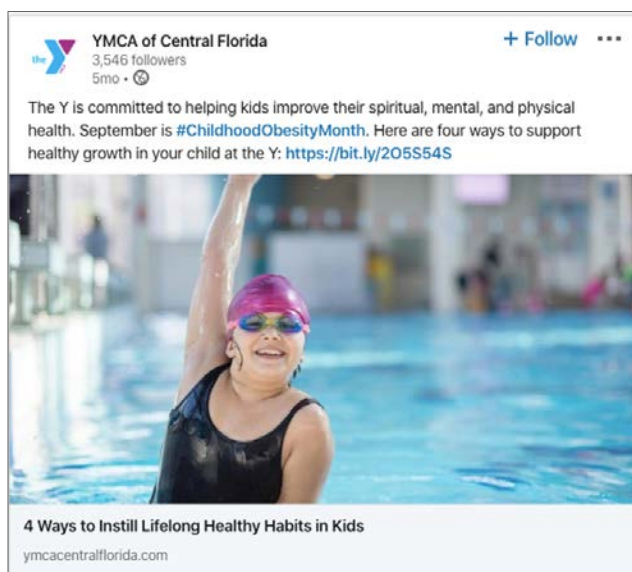 the
YMCA of Central Florida
+ Follow
3,546 followers
5mo •
The Y is committed to helping kids improve their spiritual, mental, and physical
health. September is #ChildhoodObesityMonth. Here are four ways to support
healthy growth in your child at the Y: https://bit.ly/2O5S54S
4 Ways to Instill Lifelong Healthy Habits in Kids
ymcacentralflorida.com